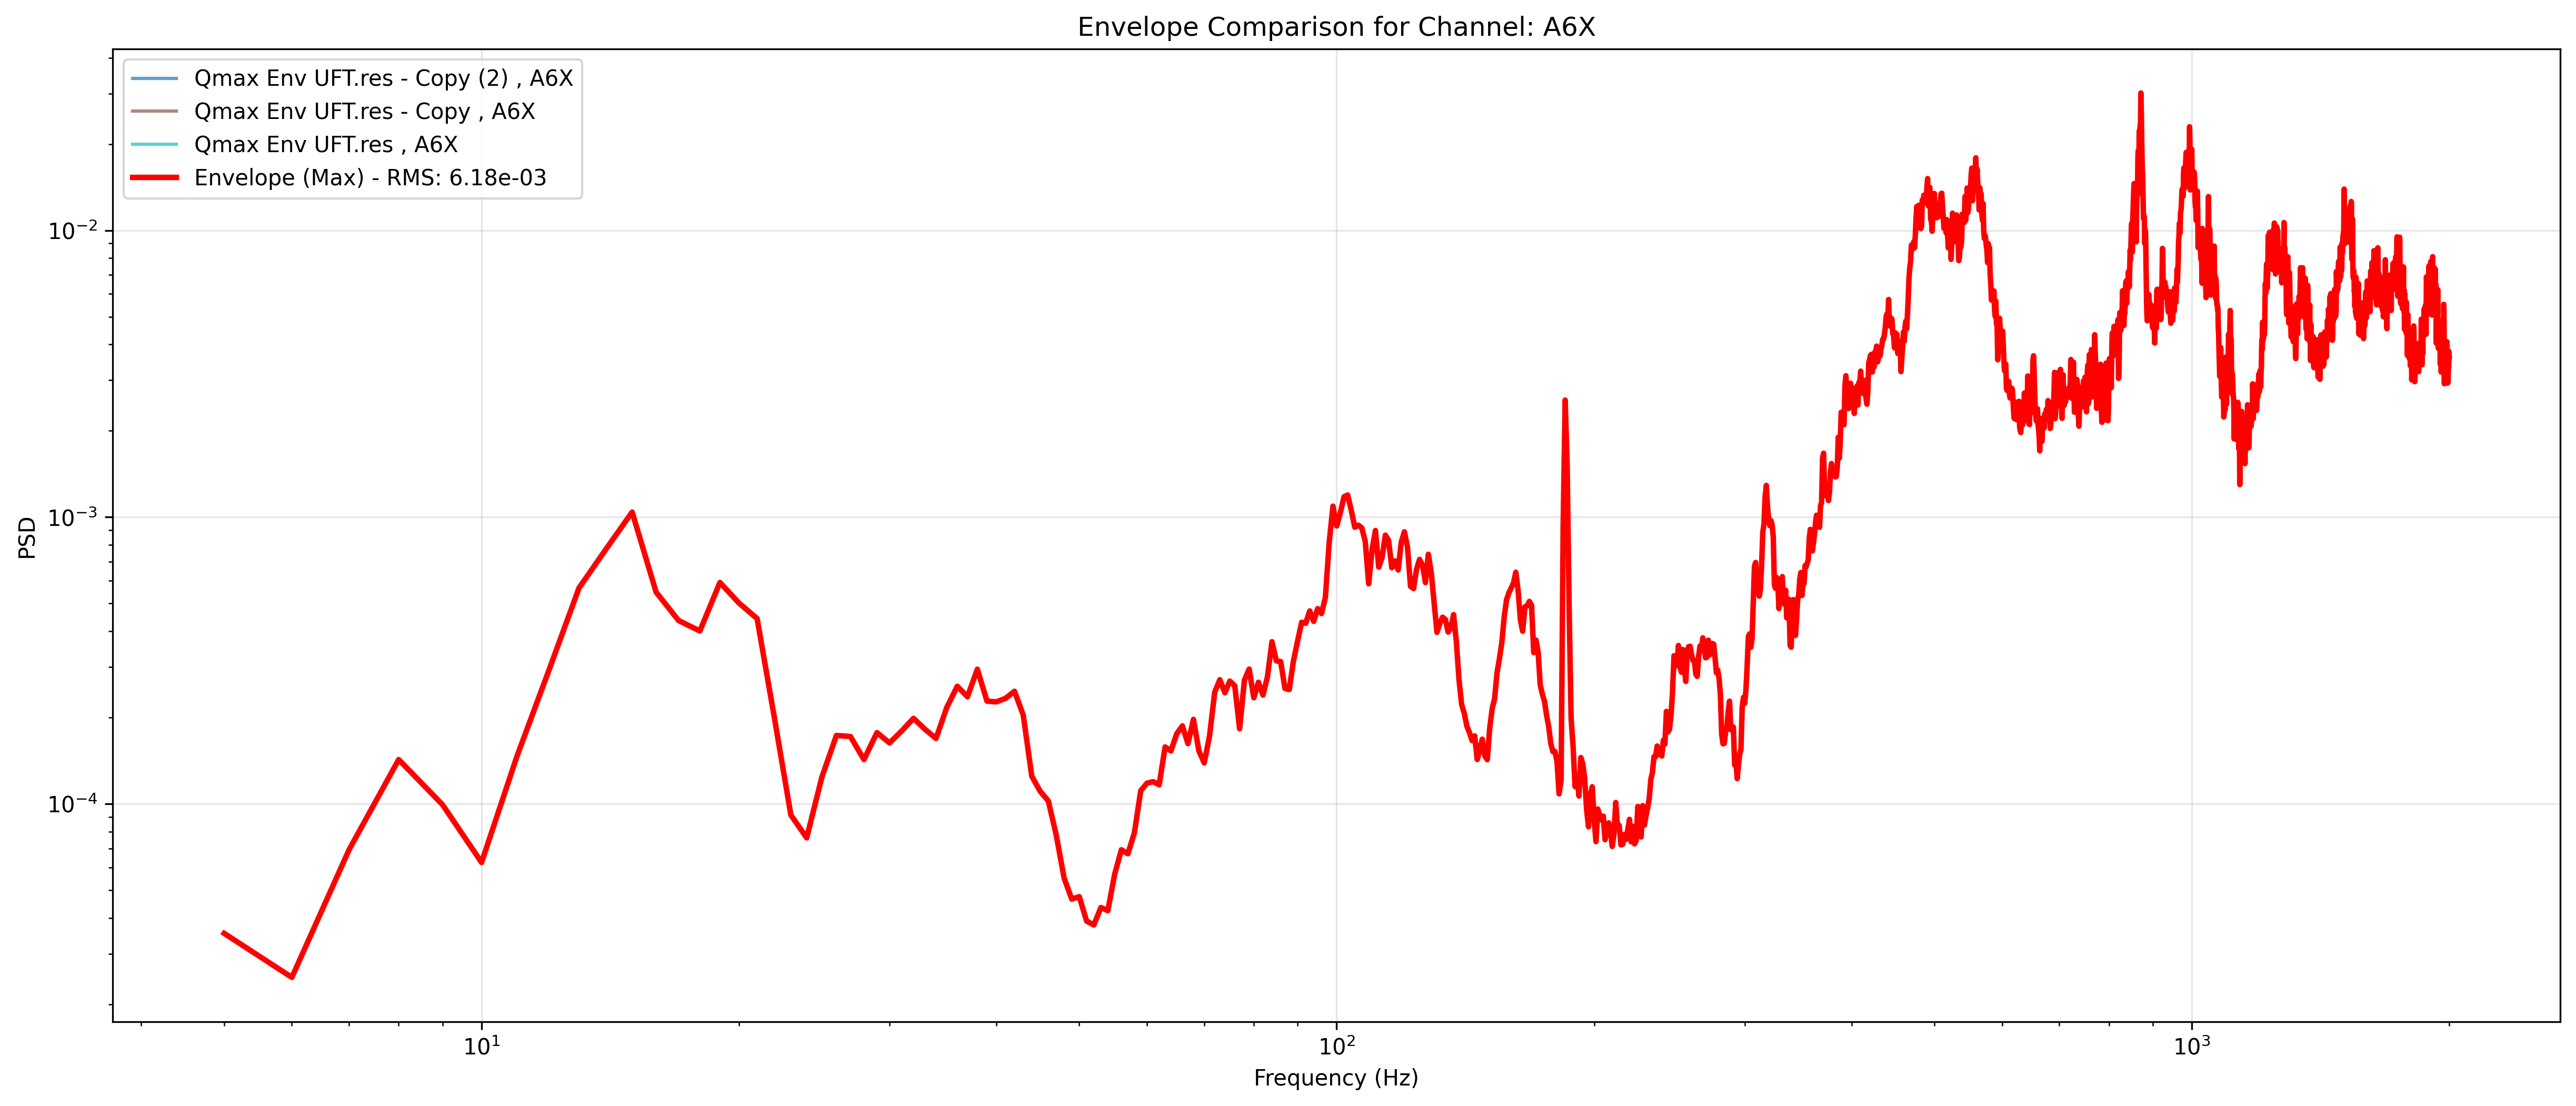 Envelope Comparison for Channel: A6X
Qmax Env UFT.res - Copy (2) , A6X
Qmax Env UFT.res - Copy , A6X
Qmax Env UFT.res , A6X
Envelope (Max) - RMS: 6.18e-03
PSD
10⁻²
10⁻³
10⁻⁴
10¹
10²
10³
Frequency (Hz)